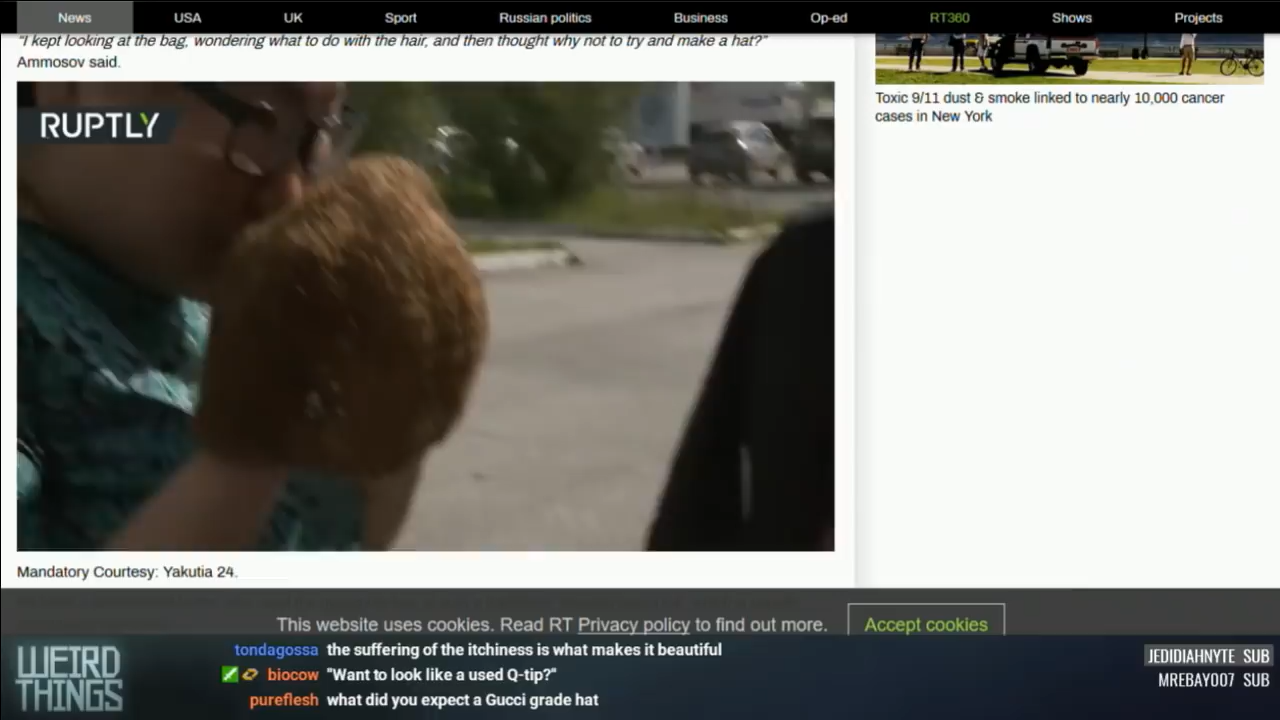 News USA UK Sport Russian politics Business Op-ed RT360 Shows Projects
"I kept looking at the bag, wondering what to do with the hair, and then thought why not to try and make a hat?"
Ammosov said.
RUPTLY
Toxic 9/11 dust & smoke linked to nearly 10,000 cancer
cases in New York
Mandatory Courtesy: Yakutia 24.
This website uses cookies. Read RT Privacy policy to find out more. Accept cookies
WEIRD
THINGS
tondagossa the suffering of the itchiness is what makes it beautiful
biocow "Want to look like a used Q-tip?"
pureflesh what did you expect a Gucci grade hat
JEDIDIAHNYTE SUB
MREBAY007 SUB